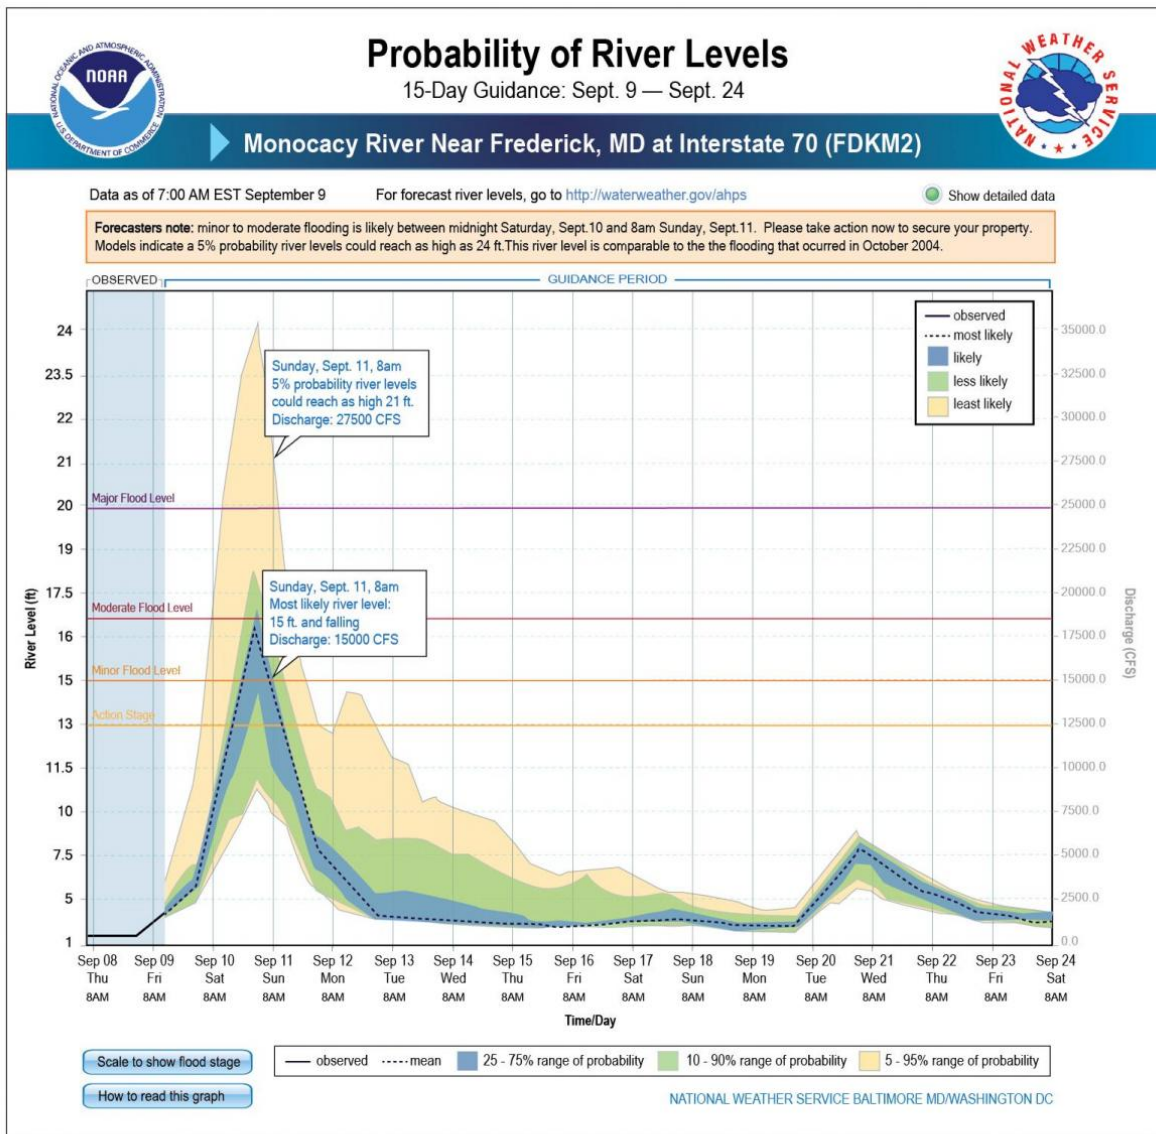 Probability of River Levels
15-Day Guidance: Sept. 9 — Sept. 24
NOAA
NATIONAL OCEANIC AND ATMOSPHERIC ADMINISTRATION
U.S. DEPARTMENT OF COMMERCE
NATIONAL WEATHER SERVICE
Monocacy River Near Frederick, MD at Interstate 70 (FDKM2)
Data as of 7:00 AM EST September 9
For forecast river levels, go to http://waterweather.gov/ahps
Show detailed data
Forecasters note: minor to moderate flooding is likely between midnight Saturday, Sept.10 and 8am Sunday, Sept.11. Please take action now to secure your property.
Models indicate a 5% probability river levels could reach as high as 24 ft.This river level is comparable to the the flooding that ocurred in October 2004.
OBSERVED
GUIDANCE PERIOD
observed
most likely
likely
less likely
least likely
Sunday, Sept. 11, 8am
5% probability river levels
could reach as high 21 ft.
Discharge: 27500 CFS
Sunday, Sept. 11, 8am
Most likely river level:
15 ft. and falling
Discharge: 15000 CFS
Major Flood Level
Moderate Flood Level
Minor Flood Level
Action Stage
River Level (ft)
24
23.5
22
21
20
19
17.5
16
15
13
11.5
10
7.5
5
1
35000.0
32500.0
30000.0
27500.0
25000.0
22500.0
20000.0
17500.0
15000.0
12500.0
10000.0
7500.0
5000.0
2500.0
0.0
Discharge (CFS)
Sep 08 Sep 09 Sep 10 Sep 11 Sep 12 Sep 13 Sep 14 Sep 15 Sep 16 Sep 17 Sep 18 Sep 19 Sep 20 Sep 21 Sep 22 Sep 23 Sep 24
Thu Fri Sat Sun Mon Tue Wed Thu Fri Sat Sun Mon Tue Wed Thu Fri Sat
8AM 8AM 8AM 8AM 8AM 8AM 8AM 8AM 8AM 8AM 8AM 8AM 8AM 8AM 8AM 8AM 8AM
Time/Day
Scale to show flood stage
How to read this graph
observed mean 25 - 75% range of probability 10 - 90% range of probability 5 - 95% range of probability
NATIONAL WEATHER SERVICE BALTIMORE MD/WASHINGTON DC